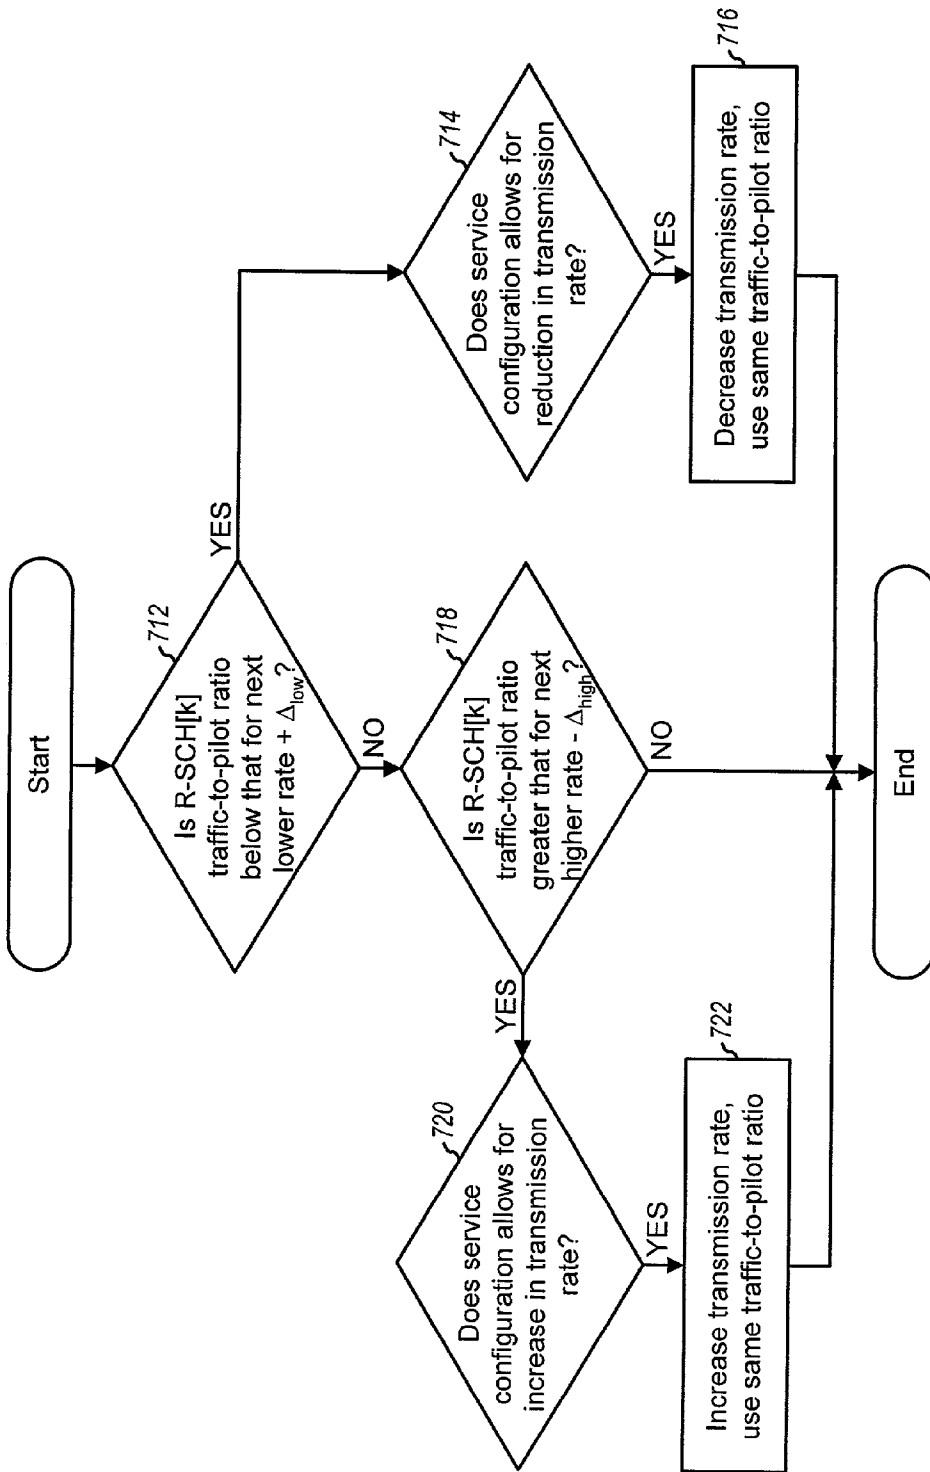 Start
712
Is R-SCH[k]
traffic-to-pilot ratio
below that for next
lower rate + Δlow?
YES
NO
714
Does service
configuration allows for
reduction in transmission
rate?
YES
716
Decrease transmission rate,
use same traffic-to-pilot ratio
718
Is R-SCH[k]
traffic-to-pilot ratio
greater that for next
higher rate - Δhigh?
YES
NO
720
Does service
configuration allows for
increase in transmission
rate?
YES
722
Increase transmission rate,
use same traffic-to-pilot ratio
End